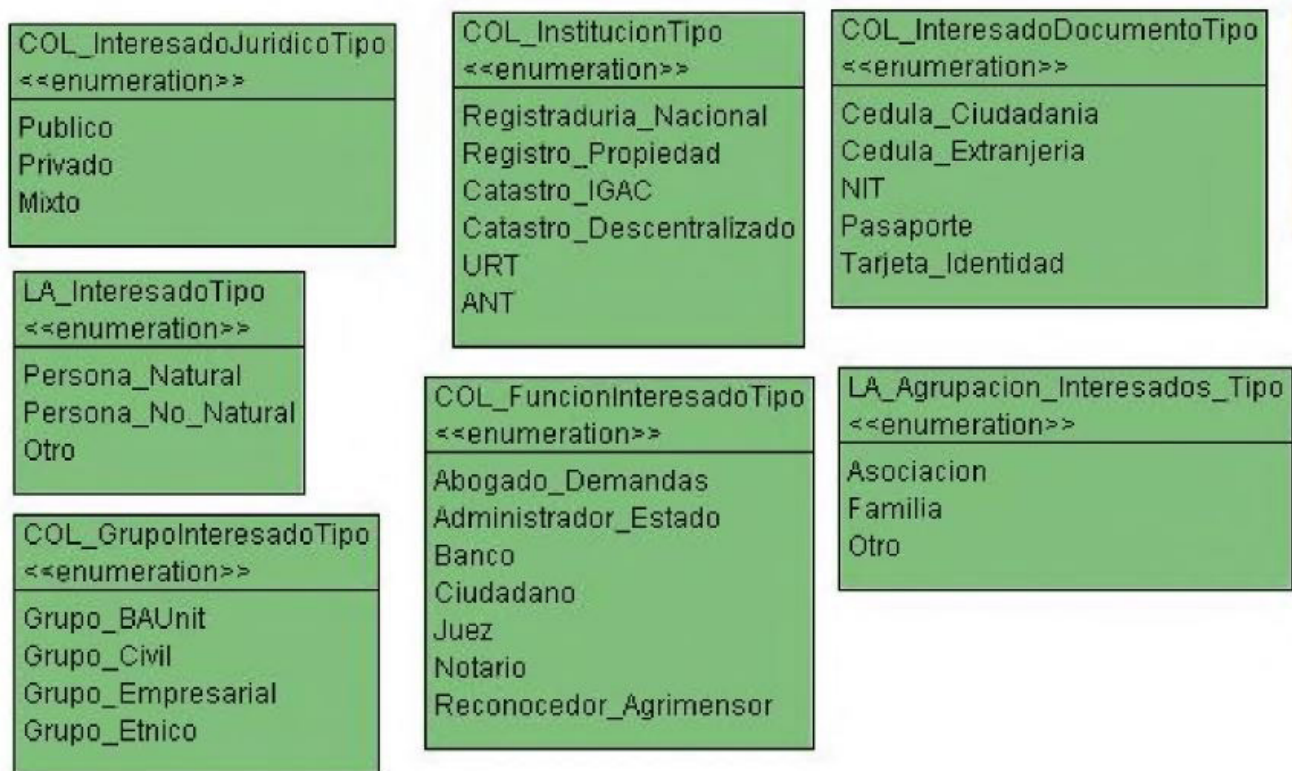 COL_InteresadoJuridicoTipo
<<enumeration>>
Publico
Privado
Mixto
LA_InteresadoTipo
<<enumeration>>
Persona_Natural
Persona_No_Natural
Otro
COL_GrupoInteresadoTipo
<<enumeration>>
Grupo_BAUnit
Grupo_Civil
Grupo_Empresarial
Grupo_Etnico
COL_InstitucionTipo
<<enumeration>>
Registraduria_Nacional
Registro_Propiedad
Catastro_IGAC
Catastro_Descentralizado
URT
ANT
COL_FuncionInteresadoTipo
<<enumeration>>
Abogado_Demandas
Administrador_Estado
Banco
Ciudadano
Juez
Notario
Reconocedor_Agrimensor
COL_InteresadoDocumentoTipo
<<enumeration>>
Cedula_Ciudadania
Cedula_Extranjeria
NIT
Pasaporte
Tarjeta_Identidad
LA_Agrupacion_Interesados_Tipo
<<enumeration>>
Asociacion
Familia
Otro